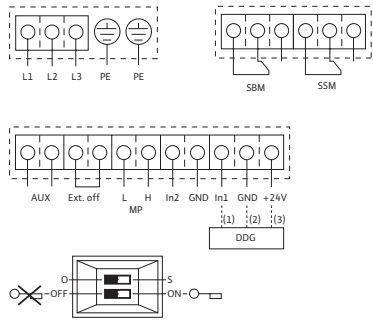 L1 L2 L3 PE PE
SBM SSM
AUX Ext. off L H In2 GND In1 GND +24V
MP
(1) (2) (3)
DDG
O S
OFF ON